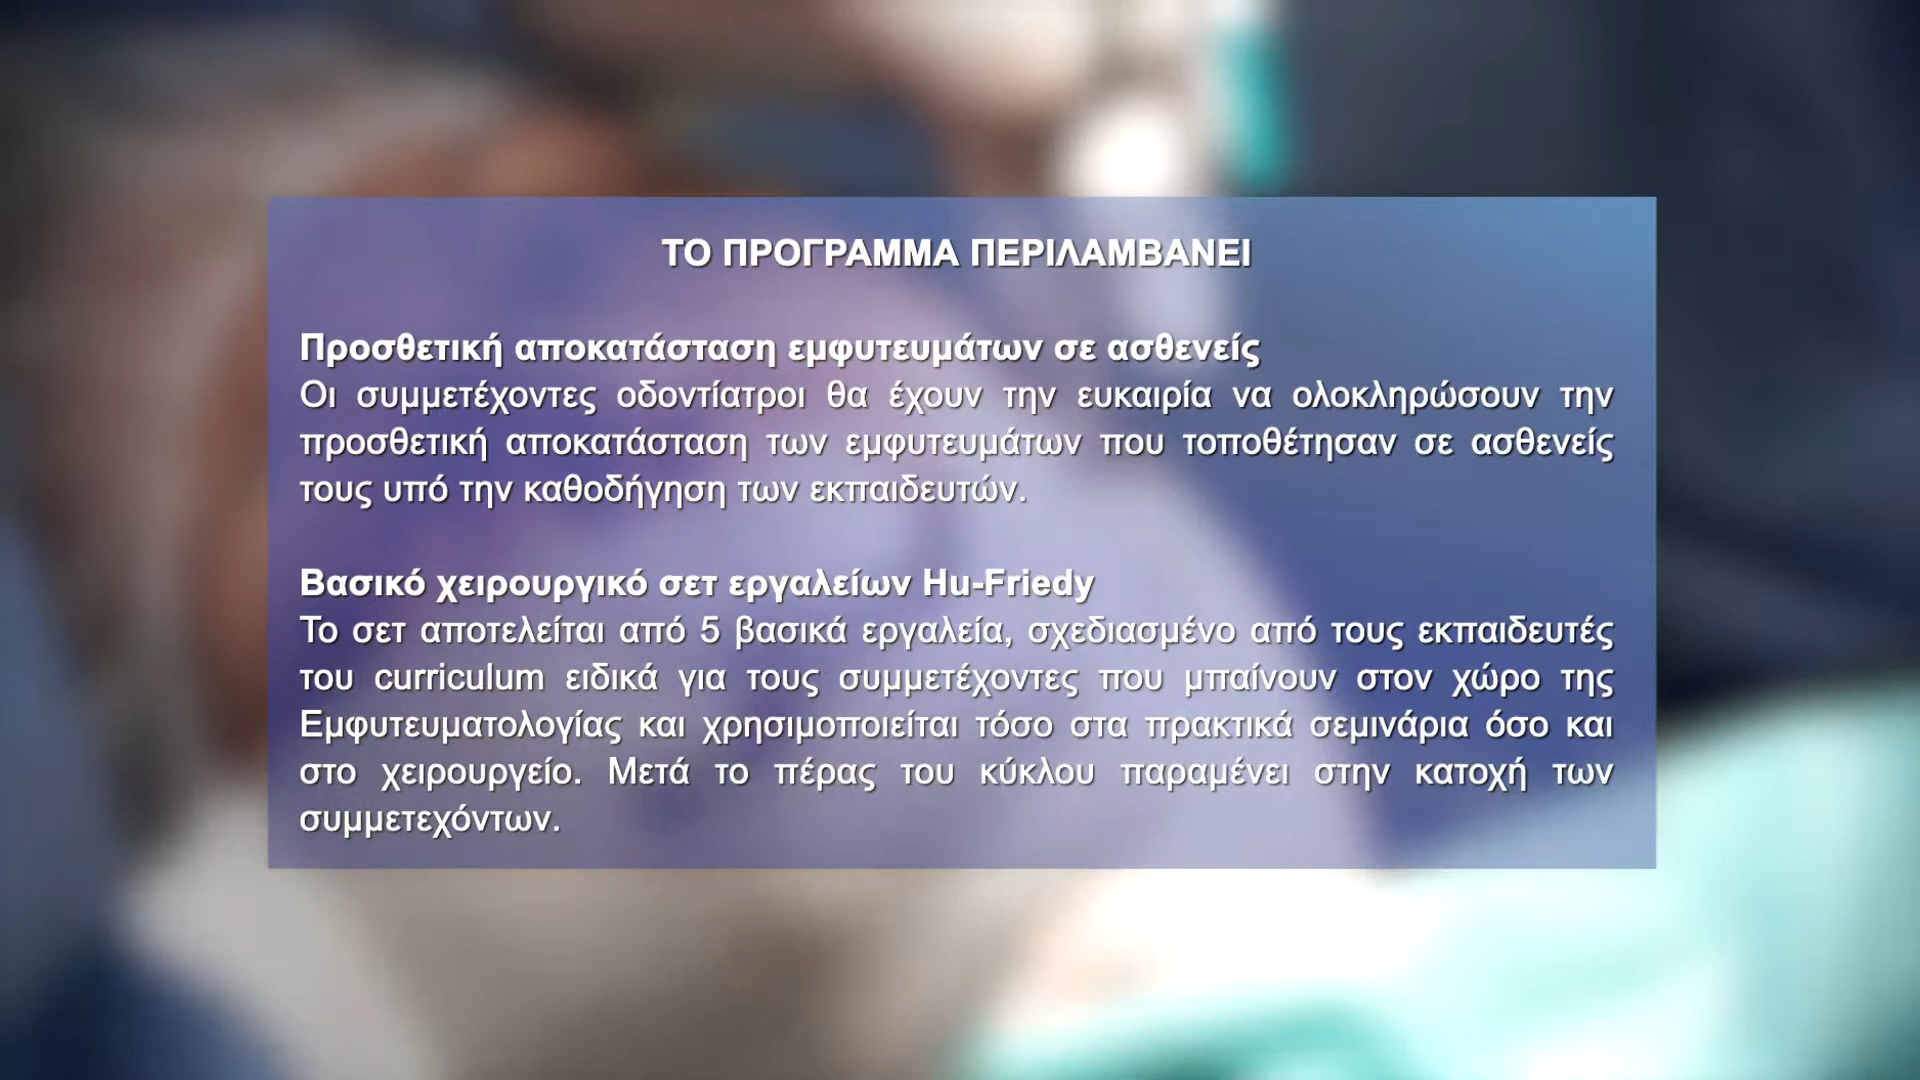 ΤΟ ΠΡΟΓΡΑΜΜΑ ΠΕΡΙΛΑΜΒΑΝΕΙ
Προσθετική αποκατάσταση εμφυτευμάτων σε ασθενείς
Οι συμμετέχοντες οδοντίατροι θα έχουν την ευκαιρία να ολοκληρώσουν την
προσθετική αποκατάσταση των εμφυτευμάτων που τοποθέτησαν σε ασθενείς
τους υπό την καθοδήγηση των εκπαιδευτών.
Βασικό χειρουργικό σετ εργαλείων Hu-Friedy
Το σετ αποτελείται από 5 βασικά εργαλεία, σχεδιασμένο από τους εκπαιδευτές
του curriculum ειδικά για τους συμμετέχοντες που μπαίνουν στον χώρο της
Εμφυτευματολογίας και χρησιμοποιείται τόσο στα πρακτικά σεμινάρια όσο και
στο χειρουργείο. Μετά το πέρας του κύκλου παραμένει στην κατοχή των
συμμετεχόντων.